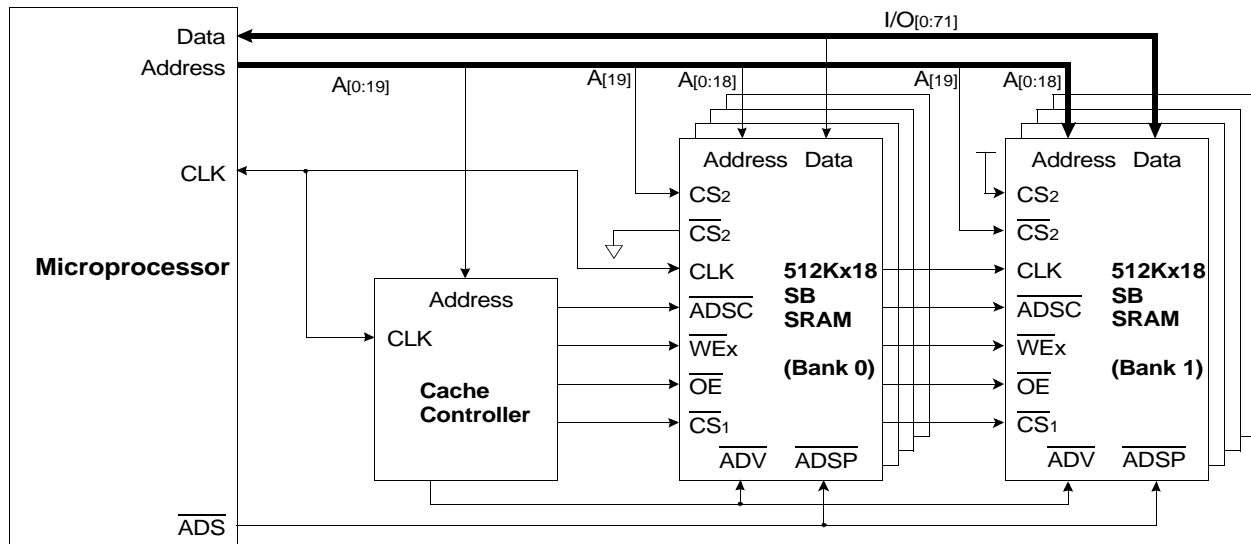 I/O[0:71]
Data
Address
A[0:19]
A[19]
A[0:18]
A[19]
A[0:18]
CLK
Microprocessor
ADS
Address
CLK
Cache
Controller
Address Data
CS2
CS2
CLK
ADSC
WEx
OE
CS1
ADV ADSP
512Kx18
SB
SRAM
(Bank 0)
Address Data
CS2
CS2
CLK
ADSC
WEx
OE
CS1
ADV ADSP
512Kx18
SB
SRAM
(Bank 1)